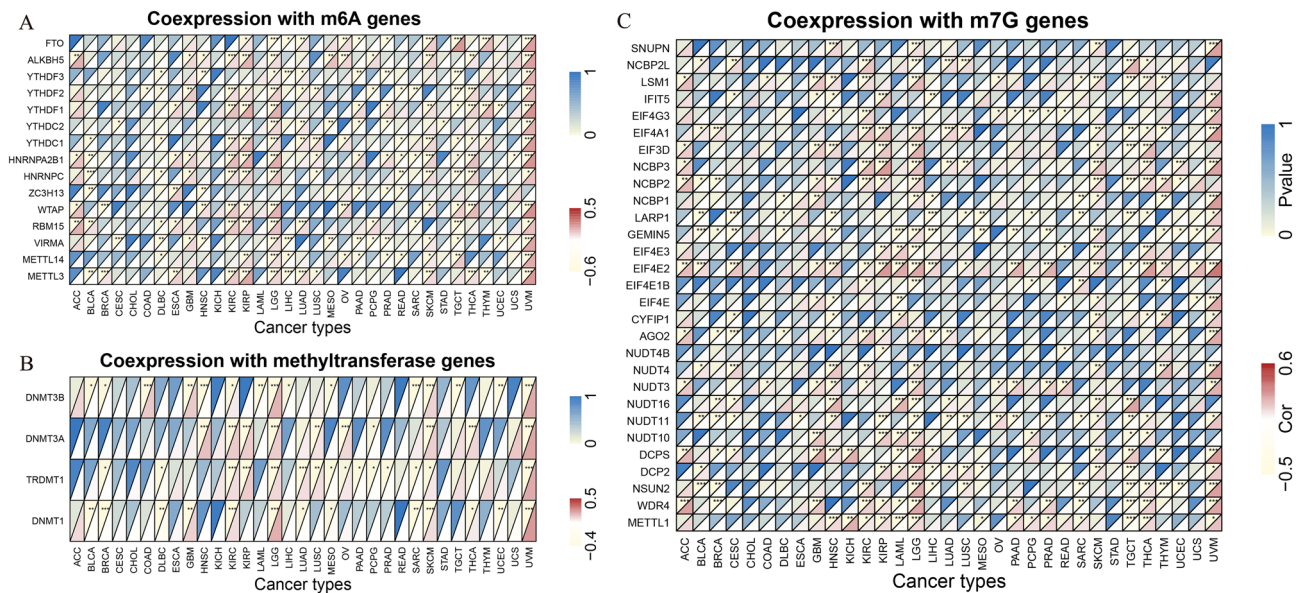 A
Coexpression with m6A genes
FTO
ALKBH5
YTHDF3
YTHDF2
YTHDF1
YTHDC2
YTHDC1
HNRNPA2B1
HNRNPC
ZC3H13
WTAP
RBM15
VIRMA
METTL14
METTL3
ACC
BLCA
BRCA
CESC
CHOL
COAD
DLBC
ESCA
GBM
HNSC
KICH
KIRC
KIRP
LAML
LGG
LIHC
LUAD
LUSC
MESO
OV
PAAD
PCPG
PRAD
READ
SARC
SKCM
STAD
TGCT
THCA
THYM
UCEC
UCS
UVM
Cancer types
1
0
0.5
−0.6
B
Coexpression with methyltransferase genes
DNMT3B
DNMT3A
TRDMT1
DNMT1
ACC
BLCA
BRCA
CESC
CHOL
COAD
DLBC
ESCA
GBM
HNSC
KICH
KIRC
KIRP
LAML
LGG
LIHC
LUAD
LUSC
MESO
OV
PAAD
PCPG
PRAD
READ
SARC
SKCM
STAD
TGCT
THCA
THYM
UCEC
UCS
UVM
Cancer types
1
0
0.5
−0.4
C
Coexpression with m7G genes
SNUPN
NCBP2L
LSM1
IFIT5
EIF4G3
EIF4A1
EIF3D
NCBP3
NCBP2
NCBP1
LARP1
GEMIN5
EIF4E3
EIF4E2
EIF4E1B
EIF4E
CYFIP1
AGO2
NUDT4B
NUDT4
NUDT3
NUDT16
NUDT11
NUDT10
DCPS
DCP2
NSUN2
WDR4
METTL1
ACC
BLCA
BRCA
CESC
CHOL
COAD
DLBC
ESCA
GBM
HNSC
KICH
KIRC
KIRP
LAML
LGG
LIHC
LUAD
LUSC
MESO
OV
PAAD
PCPG
PRAD
READ
SARC
SKCM
STAD
TGCT
THCA
THYM
UCEC
UCS
UVM
Cancer types
1
Pvalue
0
0.6
Cor
−0.5